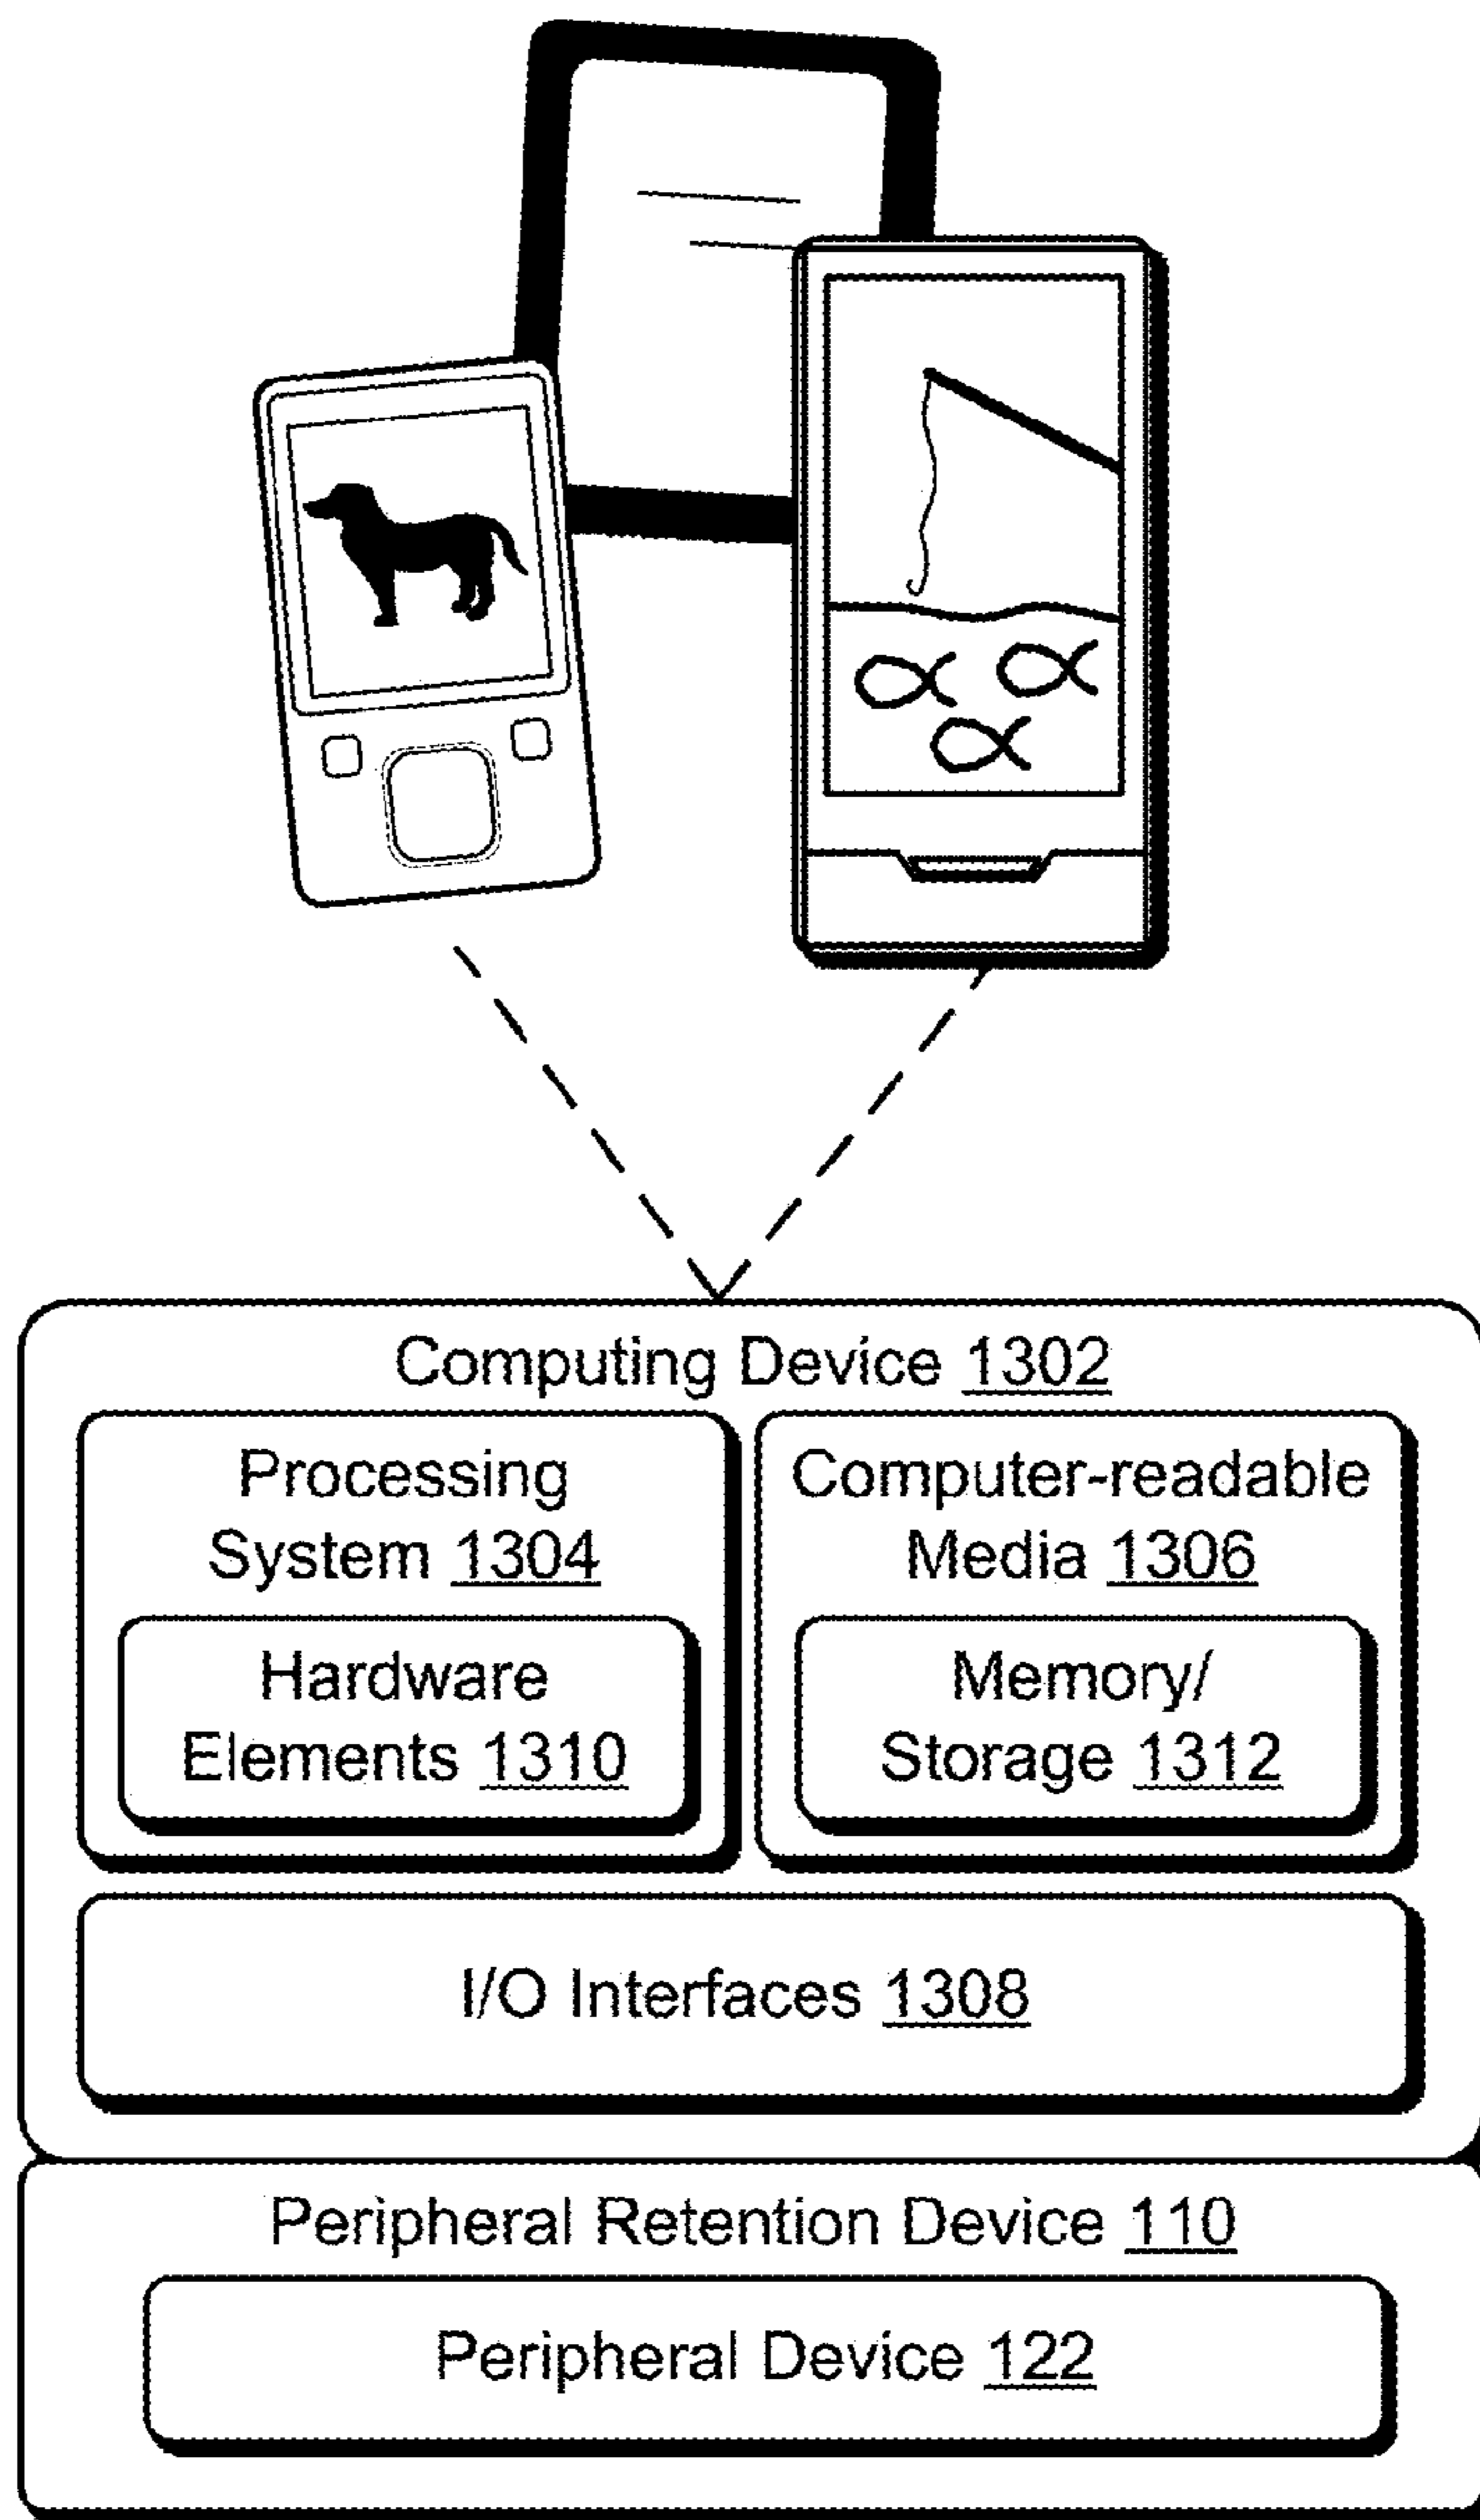 Computing Device 1302
Processing
System 1304
Hardware
Elements 1310
Computer-readable
Media 1306
Memory/
Storage 1312
I/O Interfaces 1308
Peripheral Retention Device 110
Peripheral Device 122